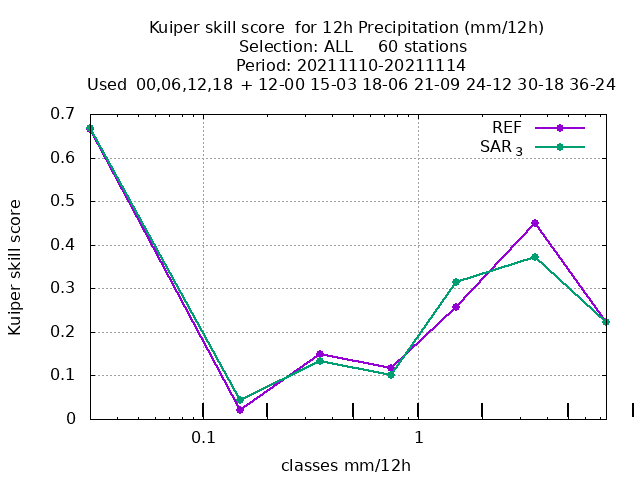 Kuiper skill score  for 12h Precipitation (mm/12h)
Selection: ALL     60 stations
Period: 20211110-20211114
Used  00,06,12,18  + 12-00 15-03 18-06 21-09 24-12 30-18 36-24
REF
SAR 3
0.7
0.6
0.5
0.4
0.3
0.2
0.1
0
Kuiper skill score
0.1
1
classes mm/12h